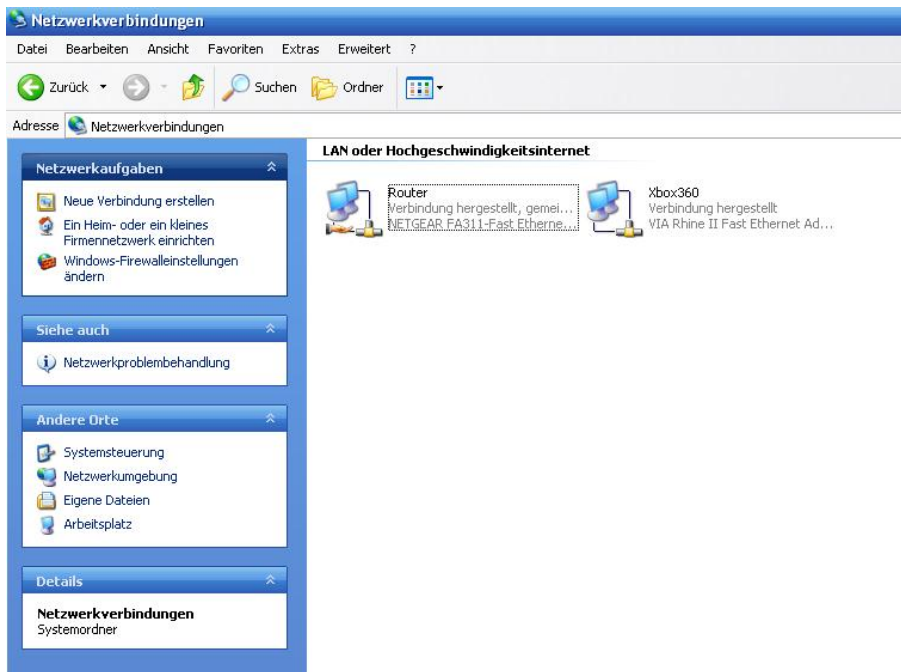 Netzwerkverbindungen
Datei Bearbeiten Ansicht Favoriten Extras Erweitert ?
Zurück Suchen Ordner
Adresse Netzwerkverbindungen
Netzwerkaufgaben
Neue Verbindung erstellen
Ein Heim- oder ein kleines
Firmennetzwerk einrichten
Windows-Firewalleinstellungen
ändern
Siehe auch
Netzwerkproblembehandlung
Andere Orte
Systemsteuerung
Netzwerkumgebung
Eigene Dateien
Arbeitsplatz
Details
Netzwerkverbindungen
Systemordner
LAN oder Hochgeschwindigkeitsinternet
Router
Verbindung hergestellt, gemei...
NETGEAR FA311-Fast Etherne...
Xbox360
Verbindung hergestellt
VIA Rhine II Fast Ethernet Ad...